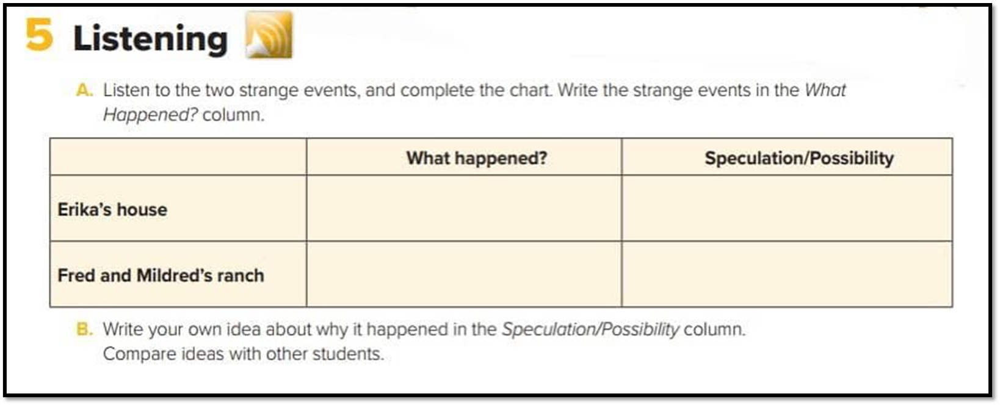 5 Listening
A. Listen to the two strange events, and complete the chart. Write the strange events in the What
Happened? column.
What happened? Speculation/Possibility
Erika's house
Fred and Mildred's ranch
B. Write your own idea about why it happened in the Speculation/Possibility column.
Compare ideas with other students.